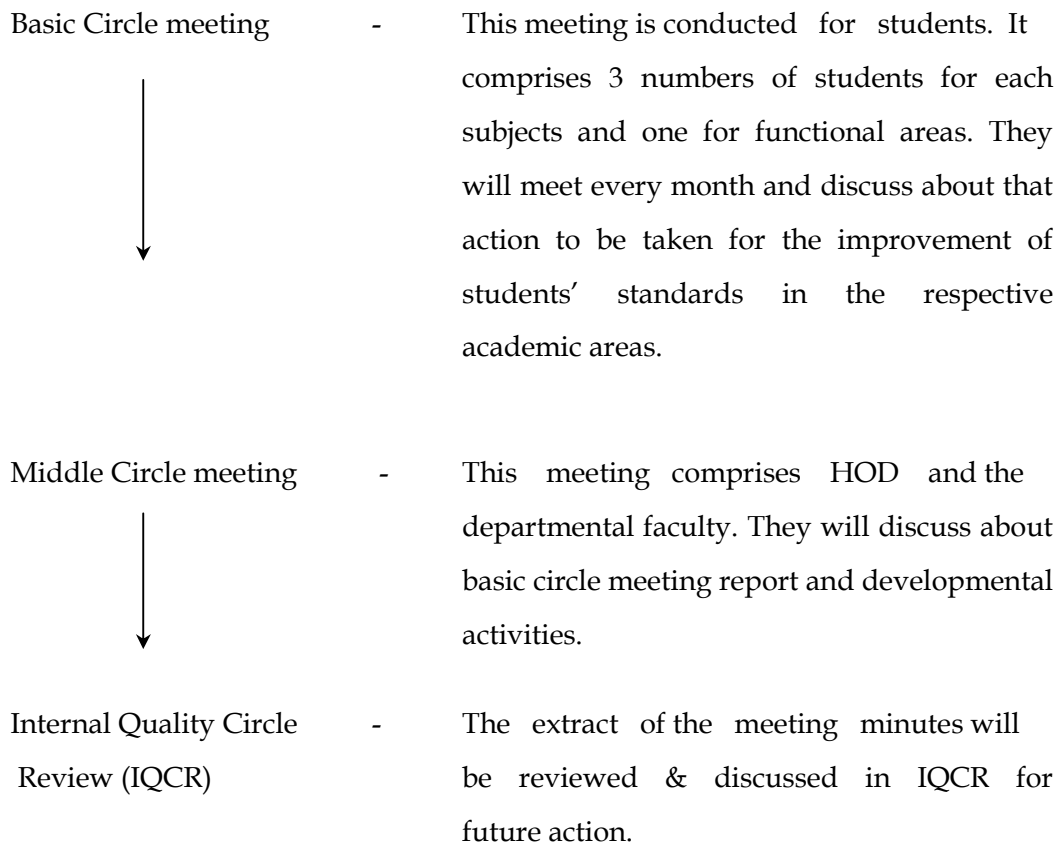 Basic Circle meeting - This meeting is conducted for students. It
comprises 3 numbers of students for each
subjects and one for functional areas. They
will meet every month and discuss about that
action to be taken for the improvement of
students’ standards in the respective
academic areas.
Middle Circle meeting - This meeting comprises HOD and the
departmental faculty. They will discuss about
basic circle meeting report and developmental
activities.
Internal Quality Circle - The extract of the meeting minutes will
Review (IQCR) be reviewed & discussed in IQCR for
future action.